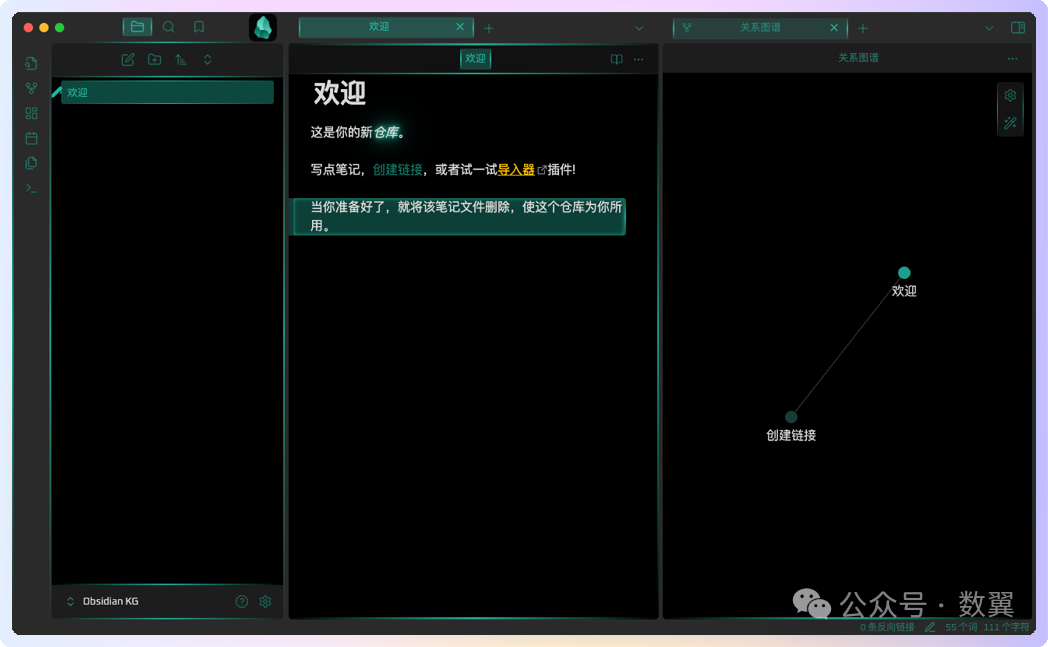 欢迎
关系图谱
欢迎
关系图谱
欢迎
欢迎
这是你的新仓库。
写点笔记，创建链接，或者试一试导入器插件!
当你准备好了，就将该笔记文件删除，使这个仓库为你所
用。
欢迎
创建链接
Obsidian KG
公众号·数翼
0 条反向链接 55 个词 111 个字符